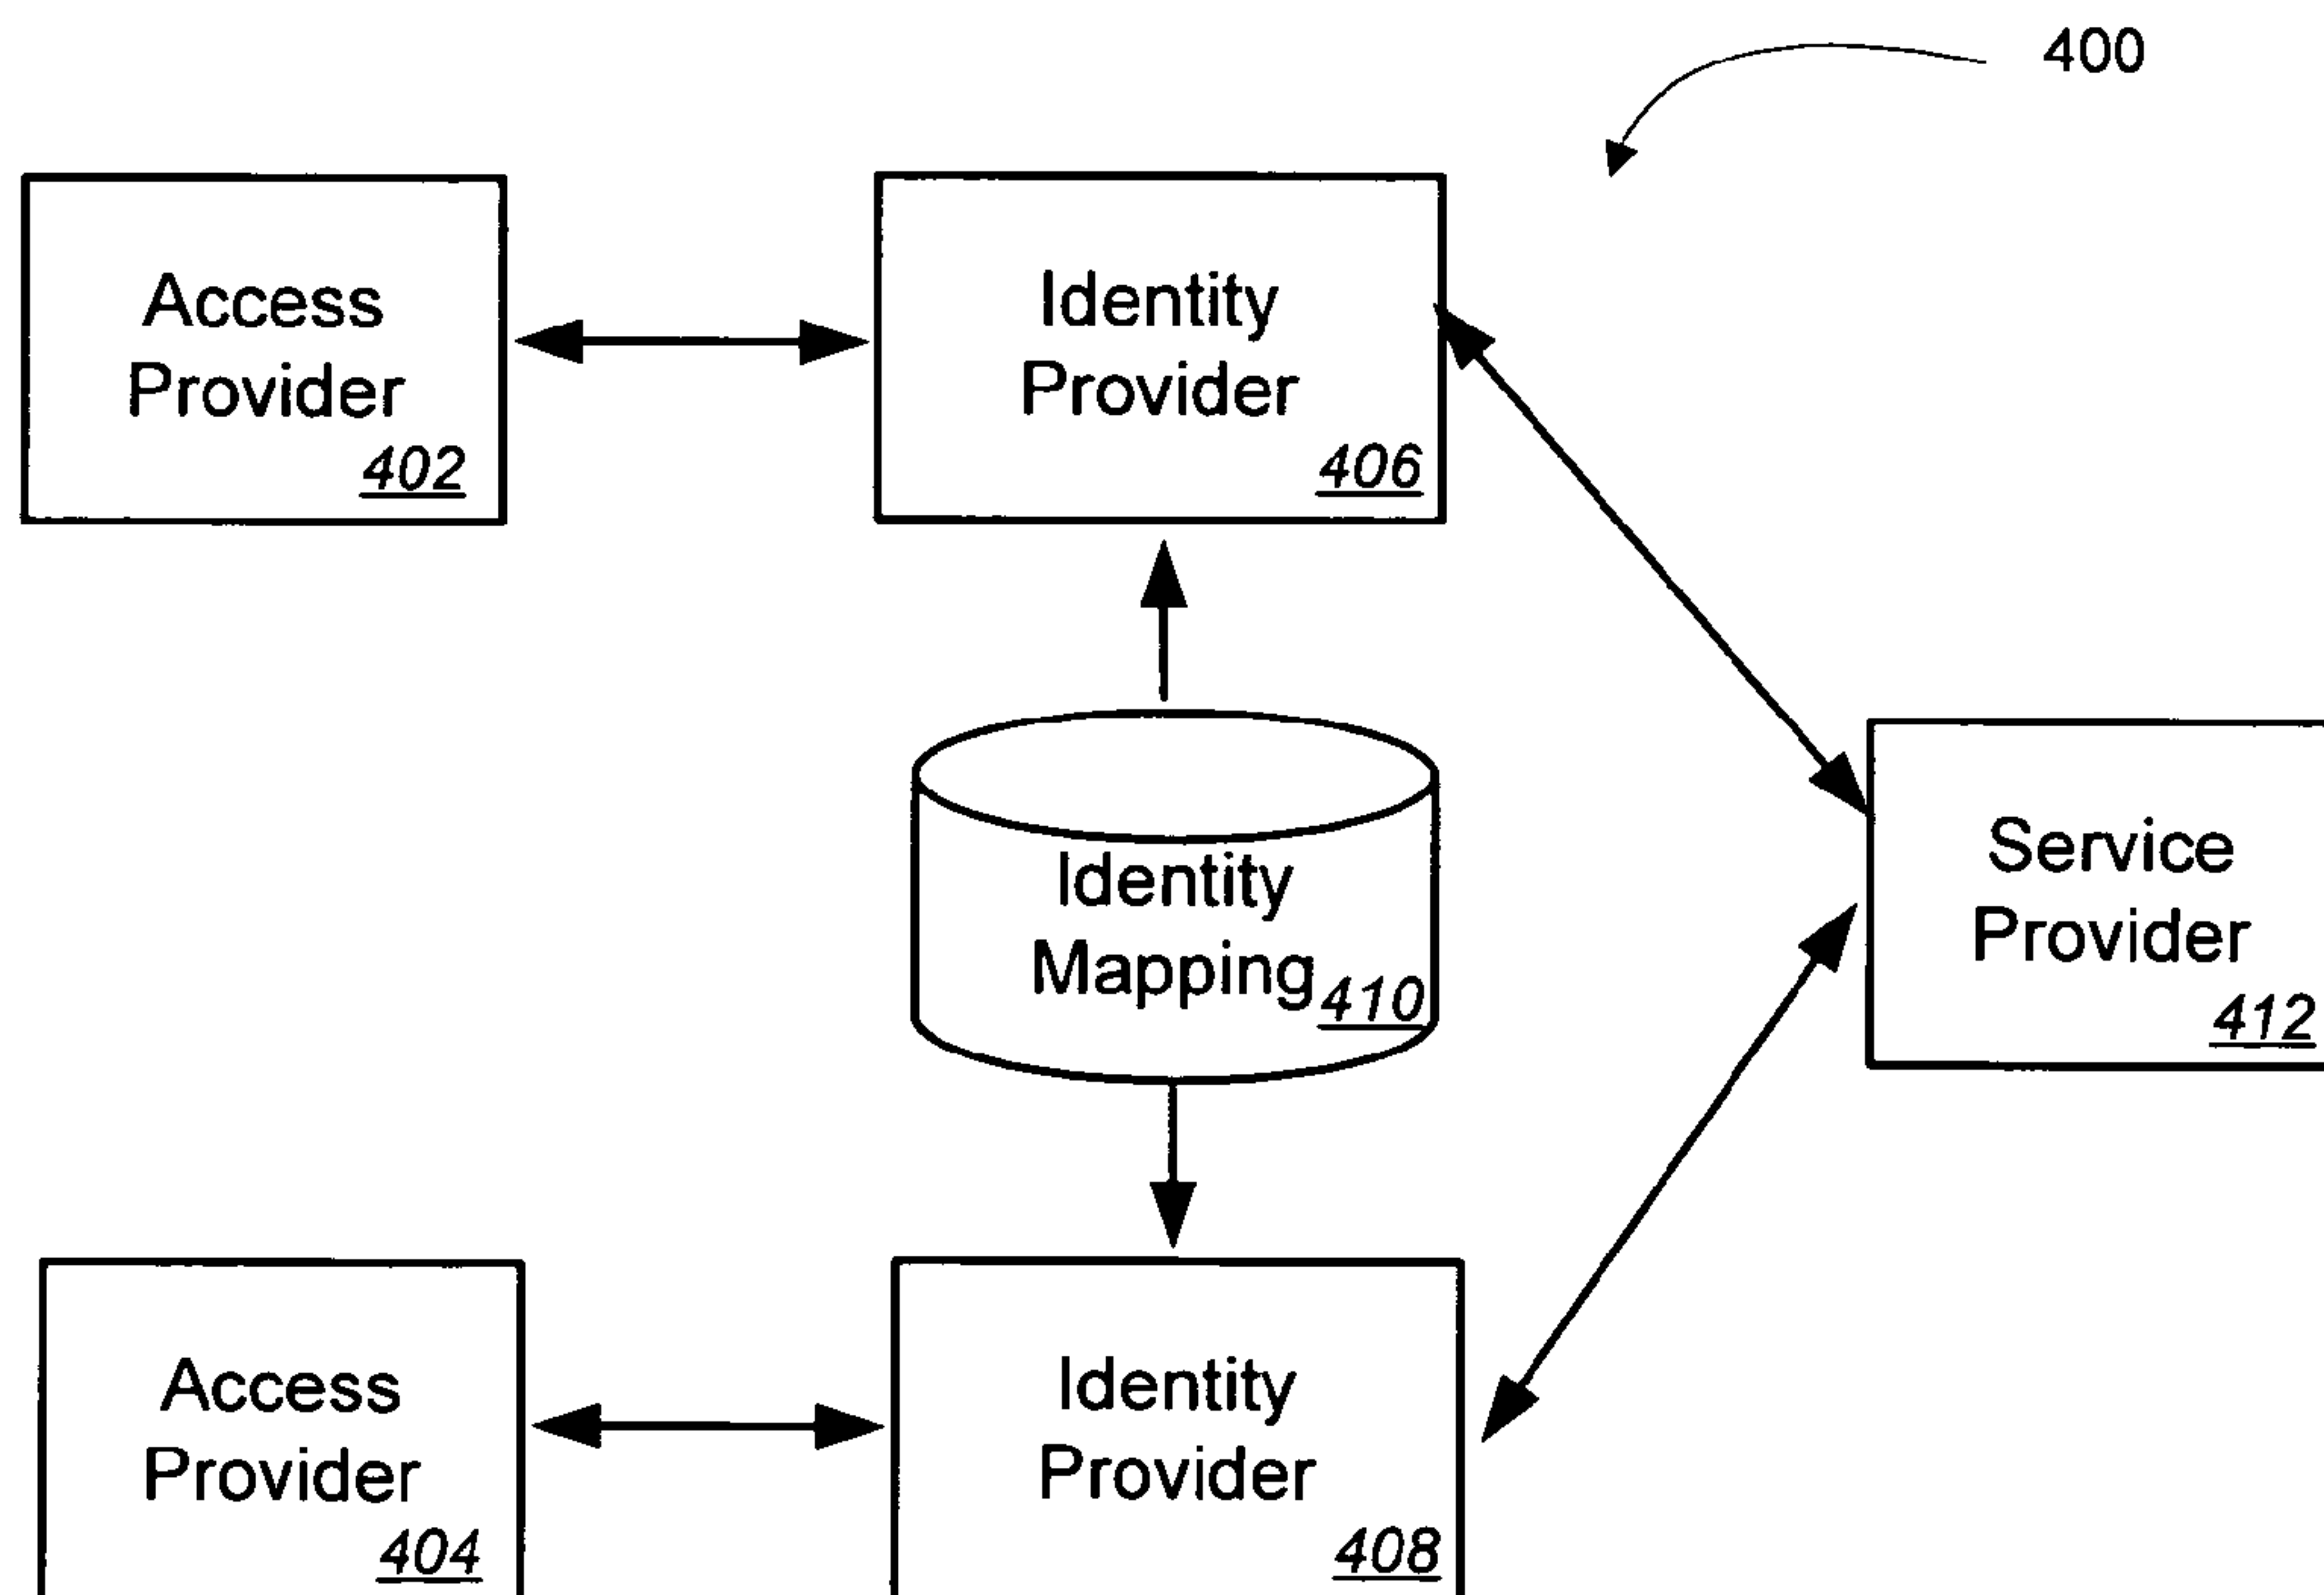 400
Access
Provider
402
Identity
Provider
406
Identity
Mapping
410
Service
Provider
412
Access
Provider
404
Identity
Provider
408